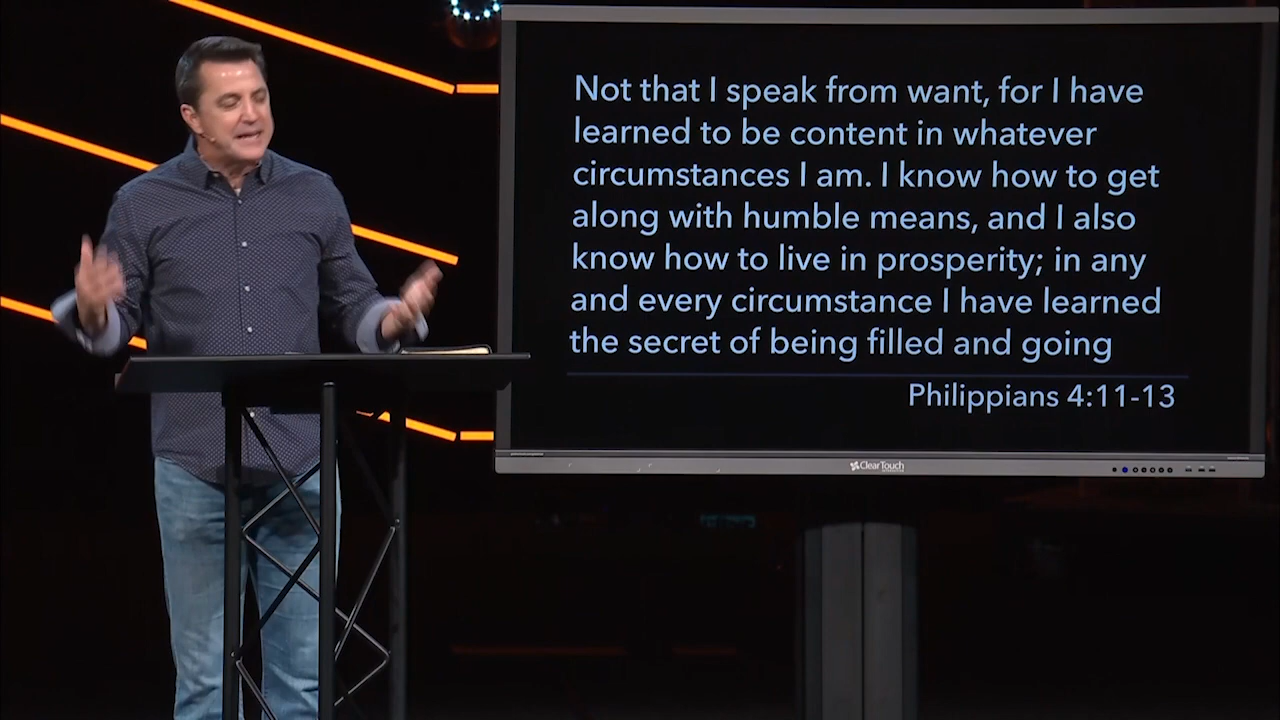 Not that I speak from want, for I have
learned to be content in whatever
circumstances I am. I know how to get
along with humble means, and I also
know how to live in prosperity; in any
and every circumstance I have learned
the secret of being filled and going
Philippians 4:11-13
ClearTouch